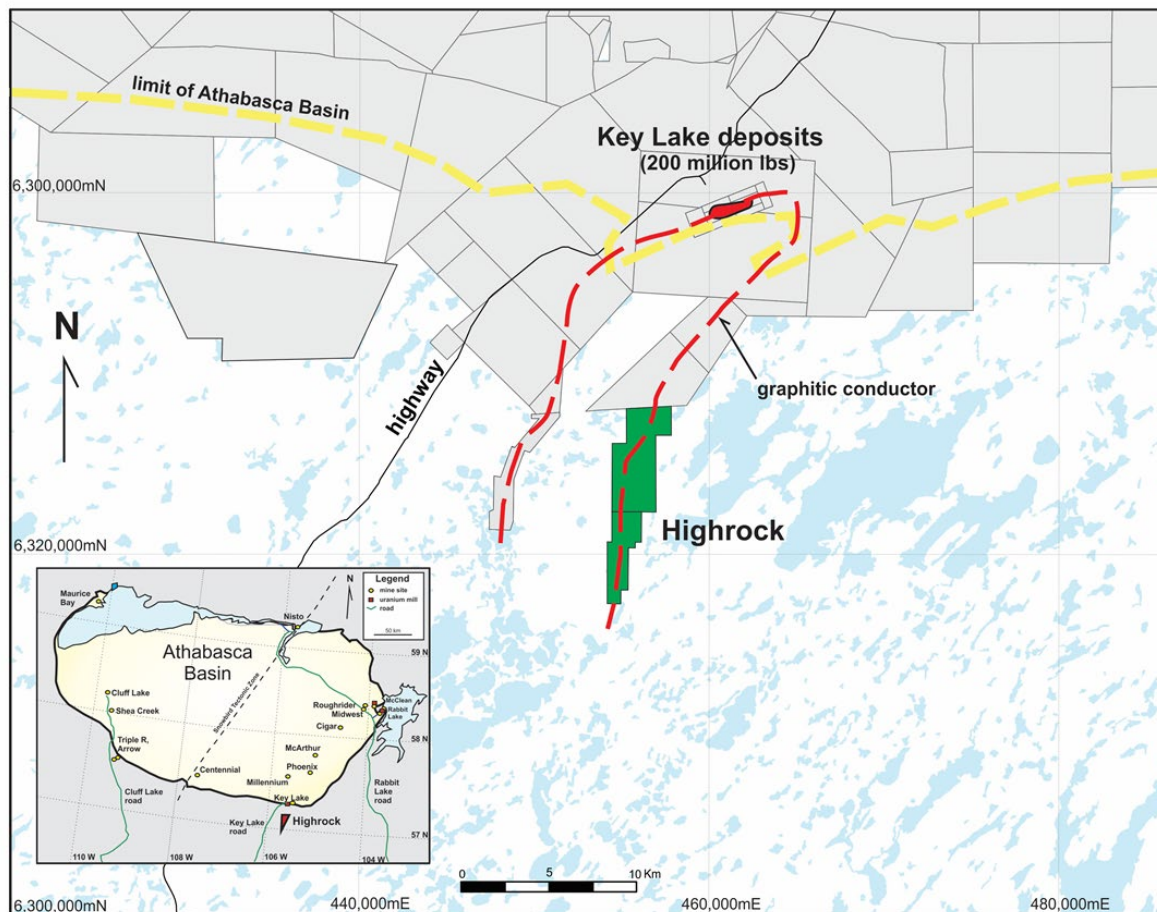 limit of Athabasca Basin
Key Lake deposits
(200 million lbs)
6,300,000mN
N
highway
graphitic conductor
Highrock
6,320,000mN
Legend
mine site
uranium mill
road
50 km
N
Maurice
Bay
Nisto
59 N
Athabasca
Basin
Snowbird Tectonic Zone
Cluff Lake
Shea Creek
Roughrider
Midwest
McClean
Rabbit
Lake
Cigar
58 N
Triple R,
Arrow
McArthur
Phoenix
Centennial
Millennium
Cluff Lake
road
Key Lake
Rabbit
Lake
road
Key Lake
road
Highrock
57 N
110 W
108 W
106 W
104 W
0
5
10 Km
6,300,000mN
440,000mE
460,000mE
480,000mE